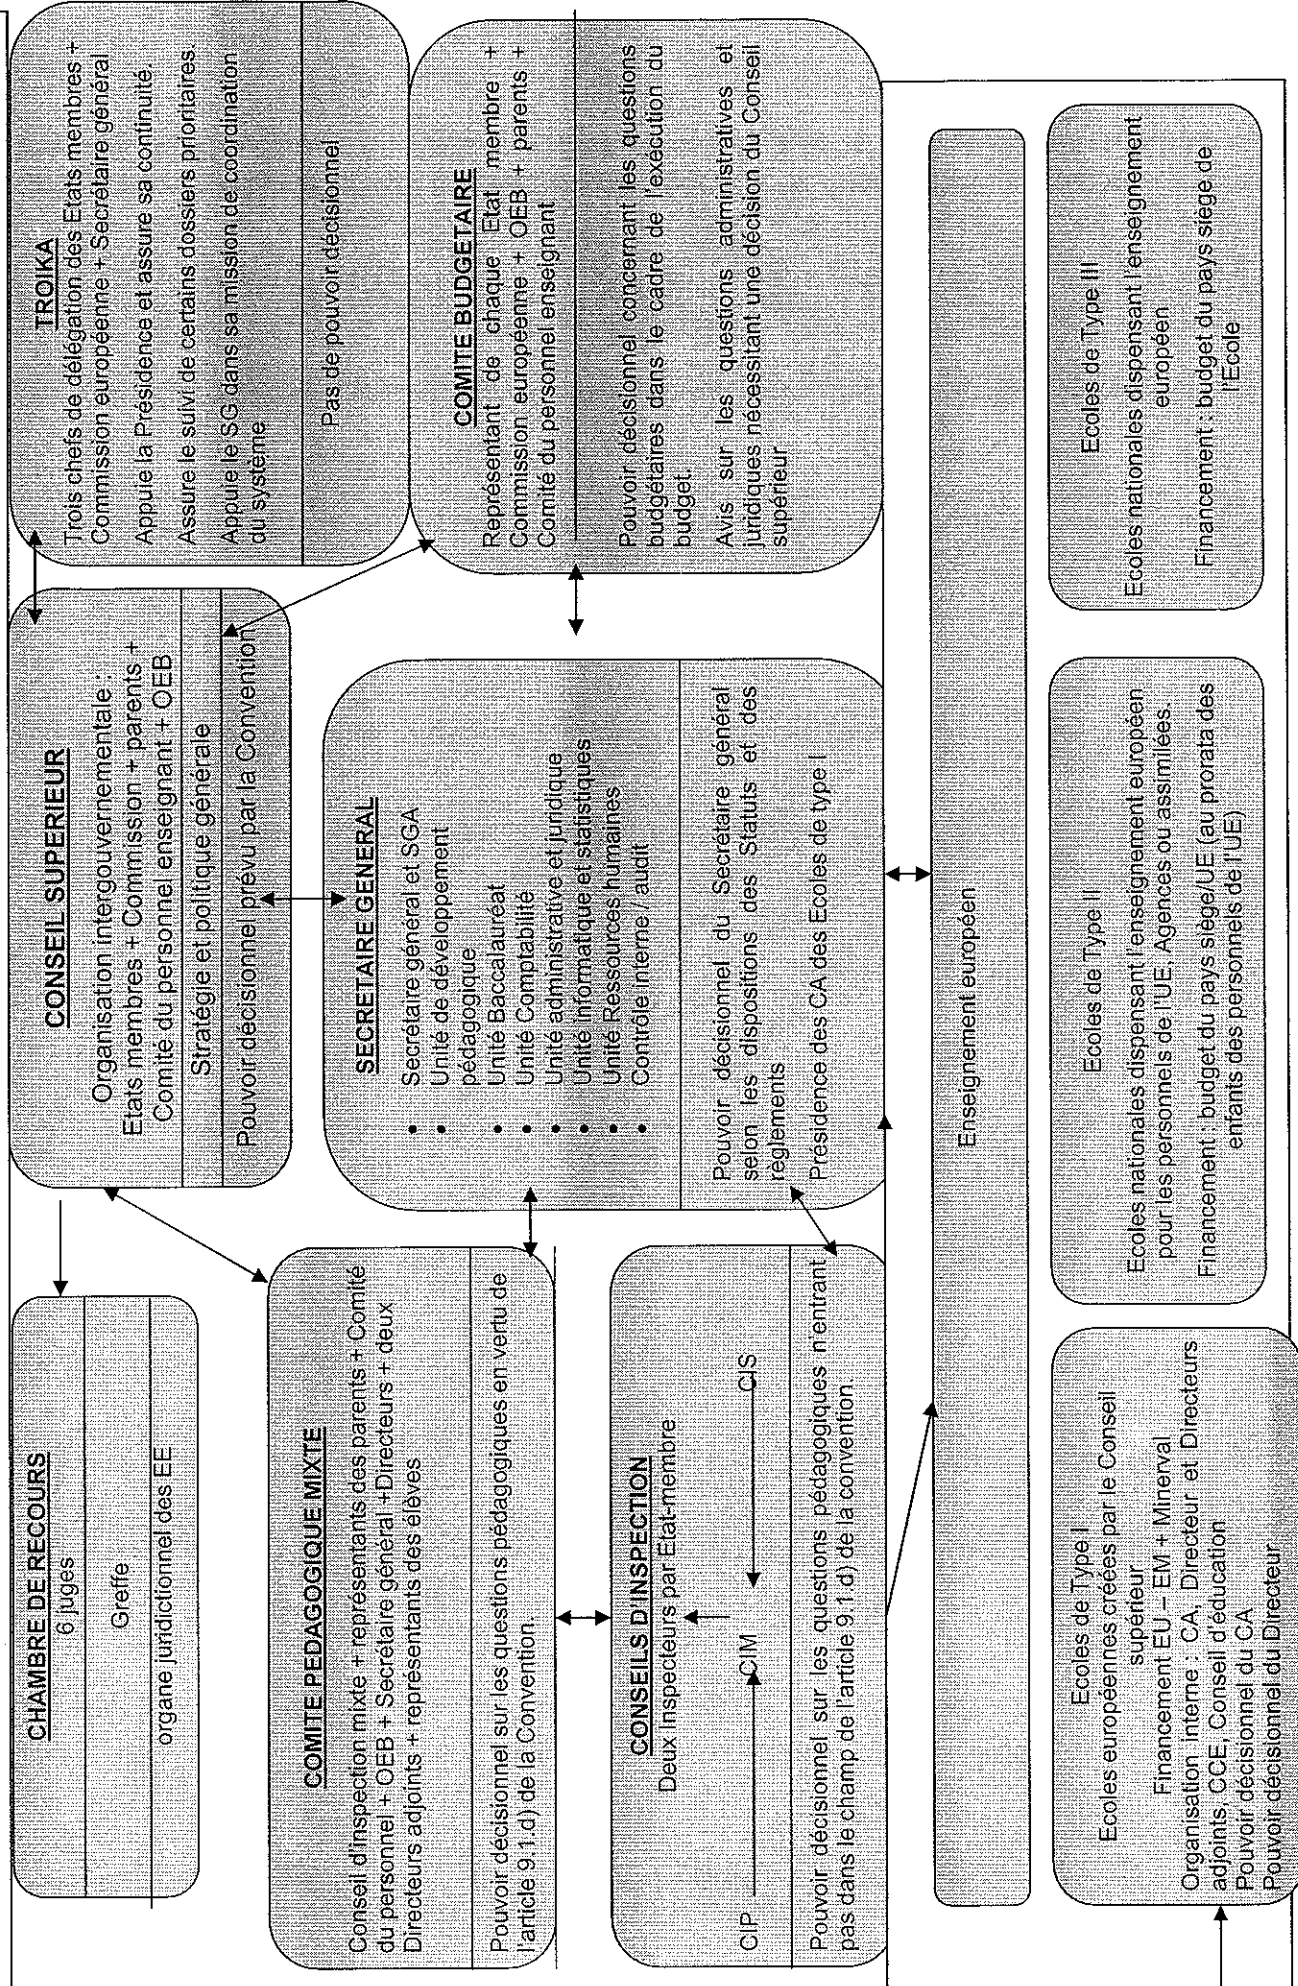 CHAMBRE DE RECOURS
6 juges
Greffe
organe juridictionnel des EE
CONSEIL SUPERIEUR
Organisation intergouvernementale :
Etats membres + Commission + parents +
Comité du personnel enseignant + OEB
Stratégie et politique générale
Pouvoir décisionnel prévu par la Convention
TROIKA
Trois chefs de délégation des Etats membres +
Commission européenne + Secrétaire général
Appuie la Présidence et assure sa continuité.
Assure le suivi de certains dossiers prioritaires.
Appuie le SG dans sa mission de coordination
du système
Pas de pouvoir décisionnel
COMITE PEDAGOGIQUE MIXTE
Conseil d'inspection mixte + représentants des parents + Comité
du personnel + OEB + Secrétaire général +Directeurs + deux
Directeurs adjoints + représentants des élèves
Pouvoir décisionnel sur les questions pédagogiques en vertu de
l'article 9.1.d) de la Convention.
SECRETAIRE GENERAL
• Secrétaire général et SGA
• Unité de développement
pédagogique
• Unité Baccalauréat
• Unité Comptabilité
• Unité administrative et juridique
• Unité Informatique et statistiques
• Unité Ressources humaines
• Contrôle interne / audit
Pouvoir décisionnel du Secrétaire général
selon les dispositions des Statuts et des
règlements
Présidence des CA des Ecoles de type I
COMITE BUDGETAIRE
Représentant de chaque Etat membre +
Commission européenne + OEB + parents +
Comité du personnel enseignant
Pouvoir décisionnel concernant les questions
budgétaires dans le cadre de l'exécution du
budget.
Avis sur les questions administratives et
juridiques nécessitant une décision du Conseil
supérieur
CONSEILS D'INSPECTION
Deux Inspecteurs par Etat-membre
CIP CIM CIS
Pouvoir décisionnel sur les questions pédagogiques n'entrant
pas dans le champ de l'article 9.1.d) de la convention.
Enseignement européen
Ecoles de Type I
Ecoles européennes créées par le Conseil
supérieur
Financement EU – EM + Minerval
Organisation interne : CA, Directeur et Directeurs
adjoints, CCE, Conseil d'éducation
Pouvoir décisionnel du CA
Pouvoir décisionnel du Directeur
Ecoles de Type II
Ecoles nationales dispensant l'enseignement européen
pour les personnels de l'UE, Agences ou assimilées.
Financement : budget du pays siège/UE (au prorata des
enfants des personnels de l'UE)
Ecoles de Type III
Ecoles nationales dispensant l'enseignement
européen
Financement : budget du pays siège de
l'Ecole